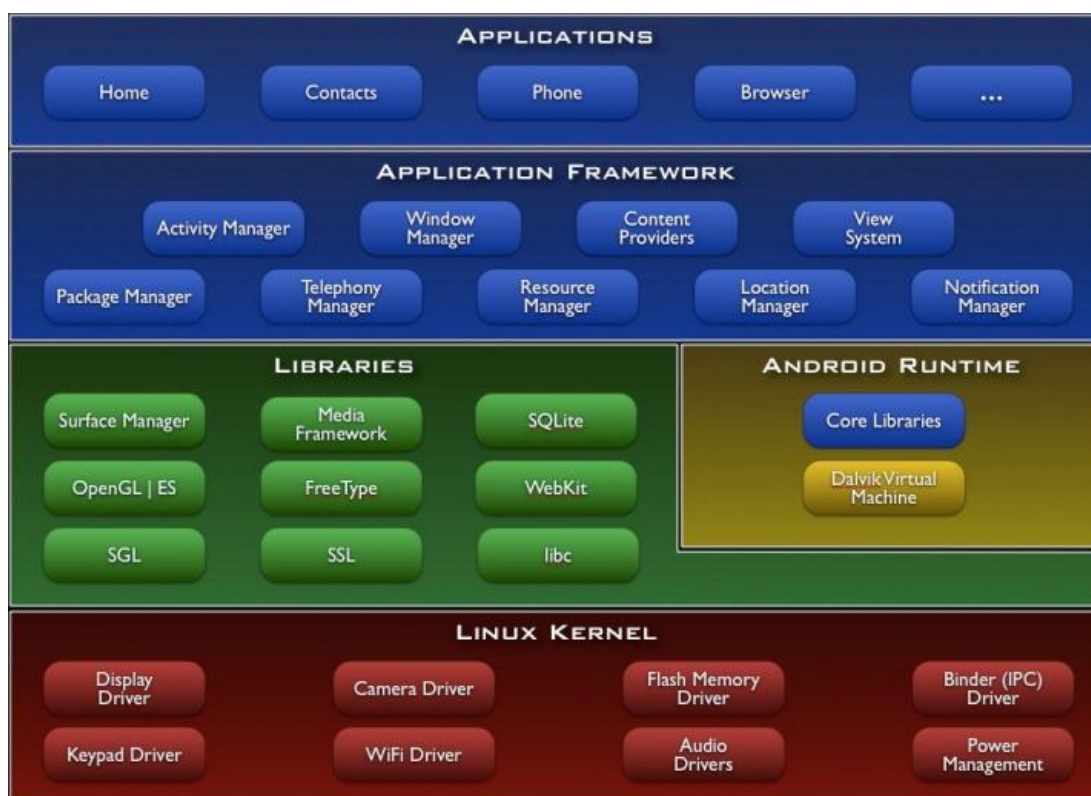 APPLICATIONS
Home
Contacts
Phone
Browser
...
APPLICATION FRAMEWORK
Activity Manager
Window
Manager
Content
Providers
View
System
Package Manager
Telephony
Manager
Resource
Manager
Location
Manager
Notification
Manager
LIBRARIES
Surface Manager
Media
Framework
SQLite
OpenGL | ES
FreeType
WebKit
SGL
SSL
libc
ANDROID RUNTIME
Core Libraries
Dalvik Virtual
Machine
LINUX KERNEL
Display
Driver
Camera Driver
Flash Memory
Driver
Binder (IPC)
Driver
Keypad Driver
WiFi Driver
Audio
Drivers
Power
Management